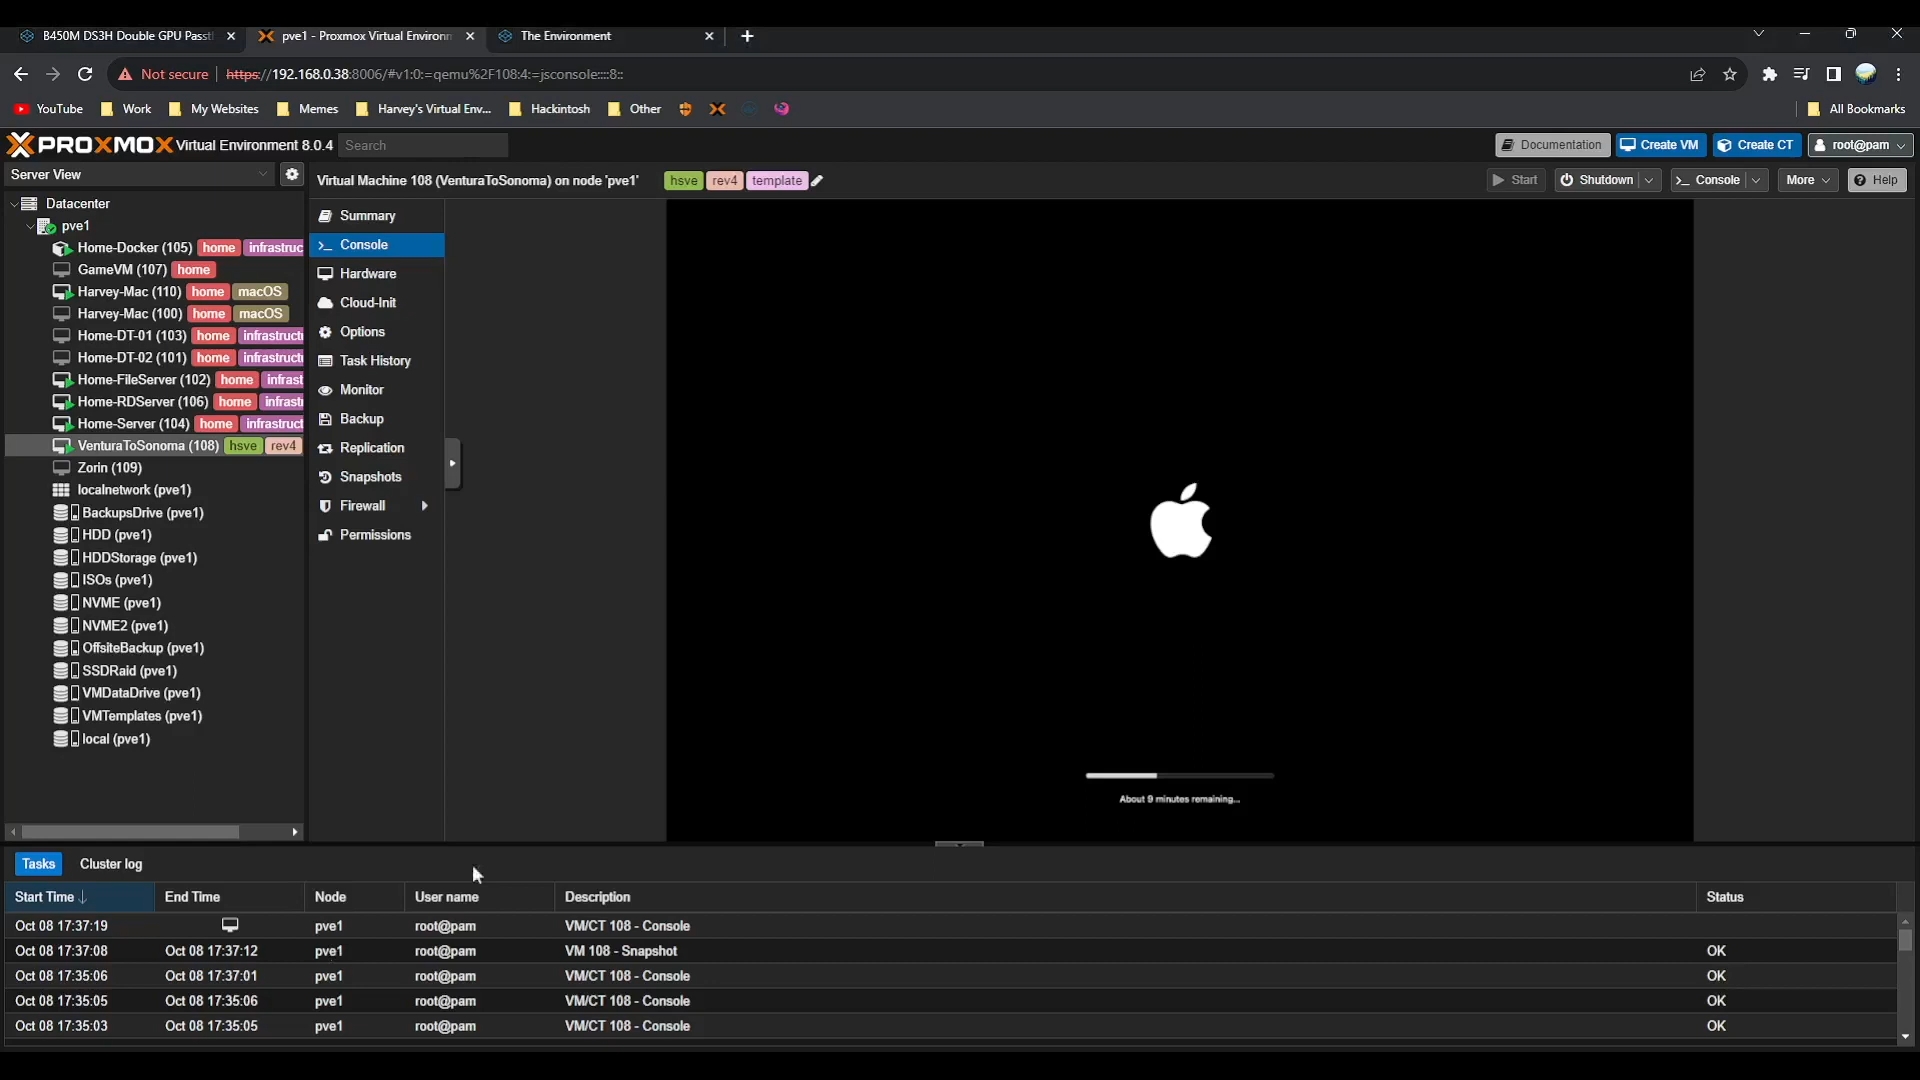 B450M DS3H Double GPU Passt
pve1 - Proxmox Virtual Environm
The Environment
Not secure
https://192.168.0.38:8006/#v1:0:=qemu%2F108:4:=jsconsole::::8::
YouTube
Work
My Websites
Memes
Harvey's Virtual Env...
Hackintosh
Other
All Bookmarks
PROXMOX Virtual Environment 8.0.4
Search
Documentation
Create VM
Create CT
root@pam
Server View
Virtual Machine 108 (VenturaToSonoma) on node 'pve1'
hsve
rev4
template
Start
Shutdown
Console
More
Help
Datacenter
pve1
Home-Docker (105) home infrastruc
GameVM (107) home
Harvey-Mac (110) home macOS
Harvey-Mac (100) home macOS
Home-DT-01 (103) home infrastructu
Home-DT-02 (101) home infrastructu
Home-FileServer (102) home infrast
Home-RDServer (106) home infrast
Home-Server (104) home infrastruct
VenturaToSonoma (108) hsve rev4
Zorin (109)
localnetwork (pve1)
BackupsDrive (pve1)
HDD (pve1)
HDDStorage (pve1)
ISOs (pve1)
NVME (pve1)
NVME2 (pve1)
OffsiteBackup (pve1)
SSDRaid (pve1)
VMDataDrive (pve1)
VMTemplates (pve1)
local (pve1)
Summary
Console
Hardware
Cloud-Init
Options
Task History
Monitor
Backup
Replication
Snapshots
Firewall
Permissions
About 9 minutes remaining...
Tasks
Cluster log
Start Time
End Time
Node
User name
Description
Status
Oct 08 17:37:19 pve1 root@pam VM/CT 108 - Console
Oct 08 17:37:08 Oct 08 17:37:12 pve1 root@pam VM 108 - Snapshot OK
Oct 08 17:35:06 Oct 08 17:37:01 pve1 root@pam VM/CT 108 - Console OK
Oct 08 17:35:05 Oct 08 17:35:06 pve1 root@pam VM/CT 108 - Console OK
Oct 08 17:35:03 Oct 08 17:35:05 pve1 root@pam VM/CT 108 - Console OK